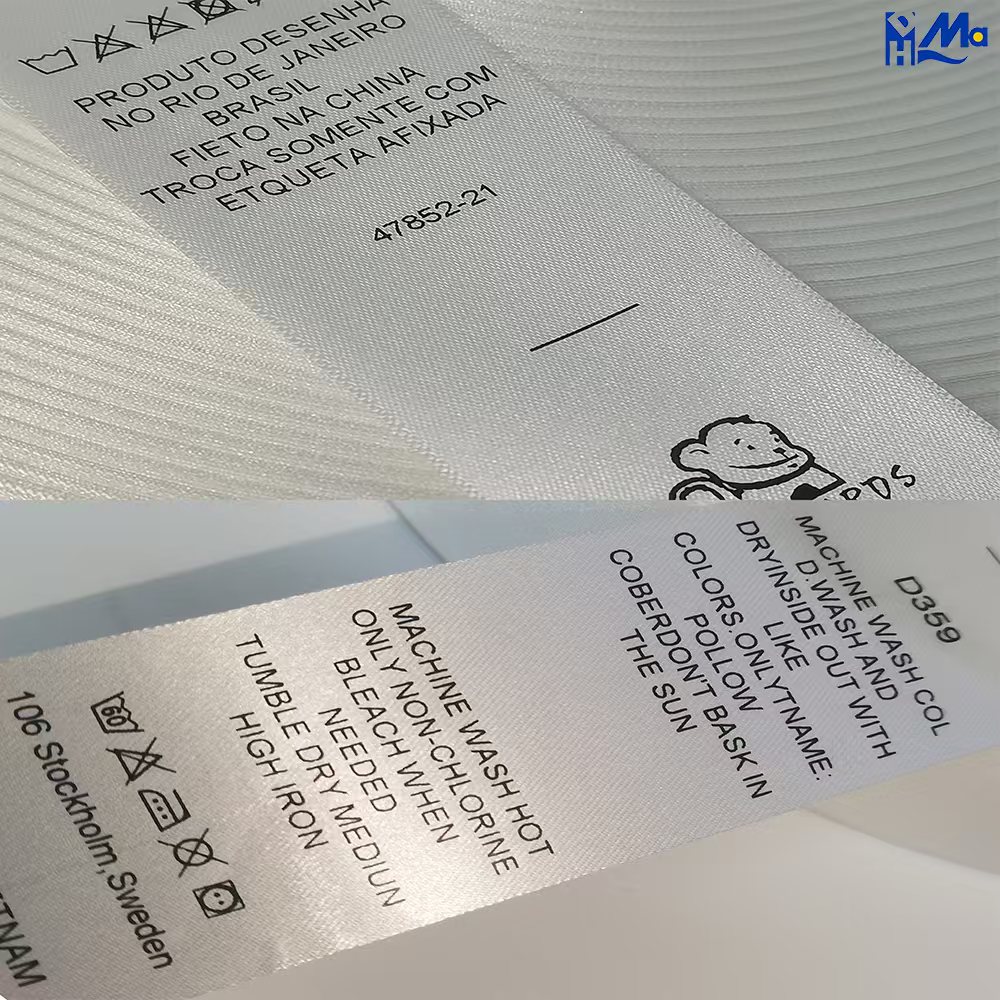 Ma
PRODUTO DESENHA
NO RIO DE JANEIRO
BRASIL
FIETO NA CHINA
TROCA SOMENTE COM
ETQUETA AFIXADA
47852-21
D359
MACHINE WASH COL
D.WASH AND
DRYINSIDE OUT WITH
LIKE
COLORS.ONLYTNAME:
POLLOW
COBERDON'T BASK IN
THE SUN
MACHINE WASH HOT
ONLY NON-CHLORINE
BLEACH WHEN
NEEDED
TUMBLE DRY MEDIUN
HIGH IRON
60
106 Stockholm,Sweden